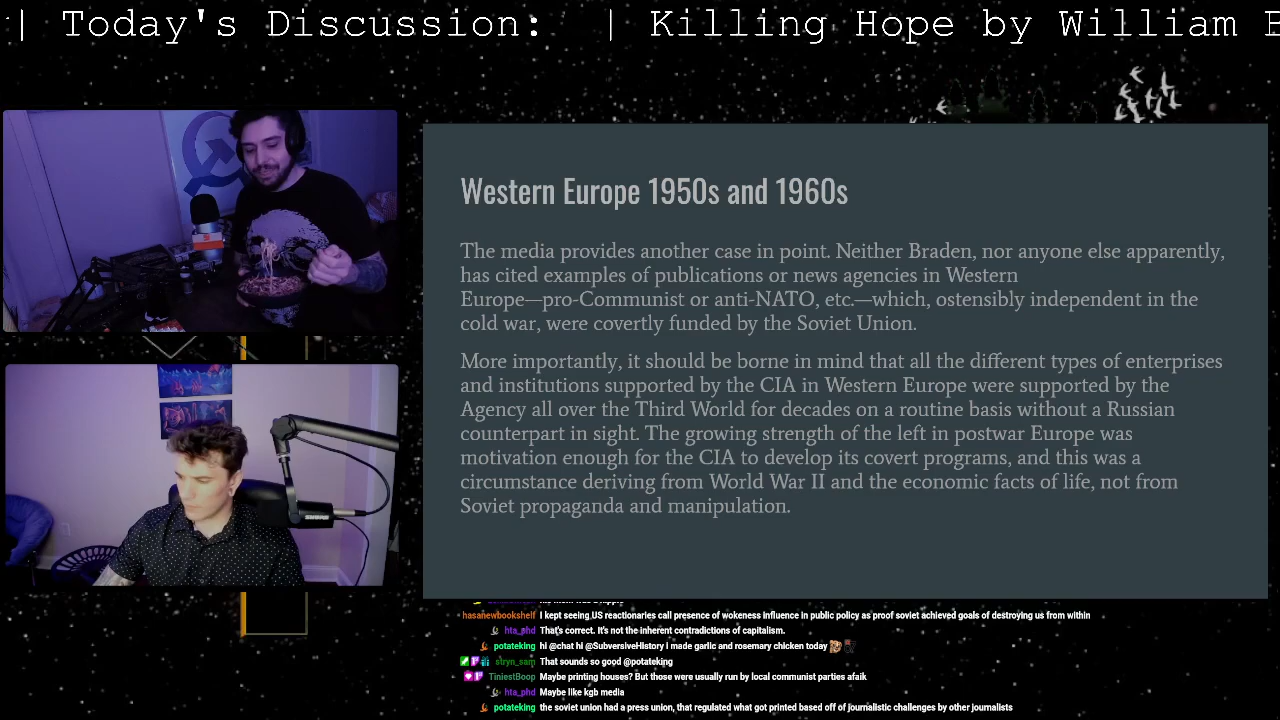 | Today's Discussion: | Killing Hope by William
Western Europe 1950s and 1960s
The media provides another case in point. Neither Braden, nor anyone else apparently,
has cited examples of publications or news agencies in Western
Europe—pro-Communist or anti-NATO, etc.—which, ostensibly independent in the
cold war, were covertly funded by the Soviet Union.
More importantly, it should be borne in mind that all the different types of enterprises
and institutions supported by the CIA in Western Europe were supported by the
Agency all over the Third World for decades on a routine basis without a Russian
counterpart in sight. The growing strength of the left in postwar Europe was
motivation enough for the CIA to develop its covert programs, and this was a
circumstance deriving from World War II and the economic facts of life, not from
Soviet propaganda and manipulation.
SHURE
hasanewbookshelf I kept seeing US reactionaries call presence of wokeness influence in public policy as proof soviet achieved goals of destroying us from within
hta_phd That's correct. It's not the inherent contradictions of capitalism.
potateking hi @chat hi @SubversiveHistory I made garlic and rosemary chicken today
stryn_sam That sounds so good @potateking
TiniestBoop Maybe printing houses? But those were usually run by local communist parties afaik
hta_phd Maybe like kgb media
potateking the soviet union had a press union, that regulated what got printed based off of journalistic challenges by other journalists